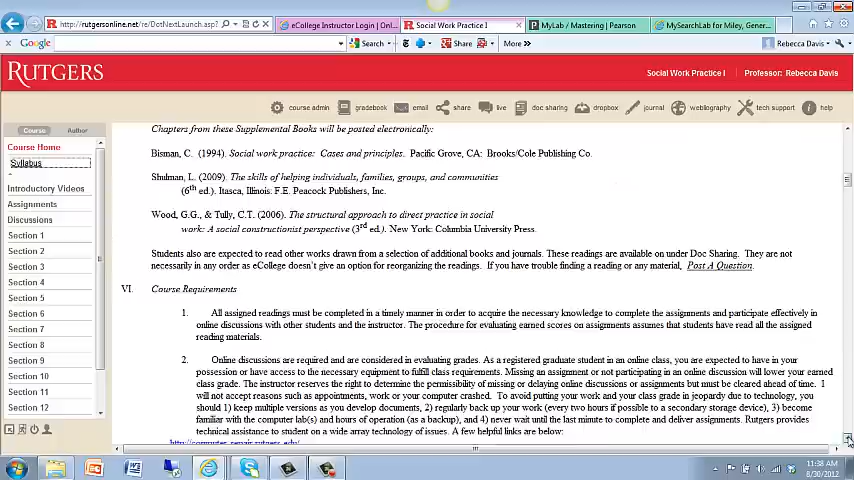 http://rutgersonline.net/re/DotNextLaunch.asp?
eCollege Instructor Login | Onl...
Social Work Practice I
MyLab / Mastering | Pearson
MySearchLab for Miley, Gener...
Google
Search
Share
More »
Rebecca Davis
RUTGERS
Social Work Practice I
Professor: Rebecca Davis
course admin
gradebook
email
share
live
doc sharing
dropbox
journal
webliography
tech support
help
Course
Author
Course Home
Syllabus
Introductory Videos
Assignments
Discussions
Section 1
Section 2
Section 3
Section 4
Section 5
Section 6
Section 7
Section 8
Section 9
Section 10
Section 11
Section 12
Chapters from these Supplemental Books will be posted electronically:
Bisman, C. (1994). Social work practice: Cases and principles. Pacific Grove, CA: Brooks/Cole Publishing Co.
Shulman, L. (2009). The skills of helping individuals, families, groups, and communities
(6th ed.). Itasca, Illinois: F.E. Peacock Publishers, Inc.
Wood, G.G., & Tully, C.T. (2006). The structural approach to direct practice in social
work: A social constructionist perspective (3rd ed.). New York: Columbia University Press.
Students also are expected to read other works drawn from a selection of additional books and journals. These readings are available on under Doc Sharing. They are not
necessarily in any order as eCollege doesn't give an option for reorganizing the readings. If you have trouble finding a reading or any material, Post A Question.
VI. Course Requirements
1. All assigned readings must be completed in a timely manner in order to acquire the necessary knowledge to complete the assignments and participate effectively in
online discussions with other students and the instructor. The procedure for evaluating earned scores on assignments assumes that students have read all the assigned
reading materials.
2. Online discussions are required and are considered in evaluating grades. As a registered graduate student in an online class, you are expected to have in your
possession or have access to the necessary equipment to fulfill class requirements. Missing an assignment or not participating in an online discussion will lower your earned
class grade. The instructor reserves the right to determine the permissibility of missing or delaying online discussions or assignments but must be cleared ahead of time. I
will not accept reasons such as appointments, work or your computer crashed. To avoid putting your work and your class grade in jeopardy due to technology, you
should 1) keep multiple versions as you develop documents, 2) regularly back up your work (every two hours if possible to a secondary storage device), 3) become
familiar with the computer lab(s) and hours of operation (as a backup), and 4) never wait until the last minute to complete and deliver assignments. Rutgers provides
technical assistance to student on a wide array technology of issues. A few helpful links are below:
http://computer-repair.rutgers.edu/
11:38 AM
8/30/2012